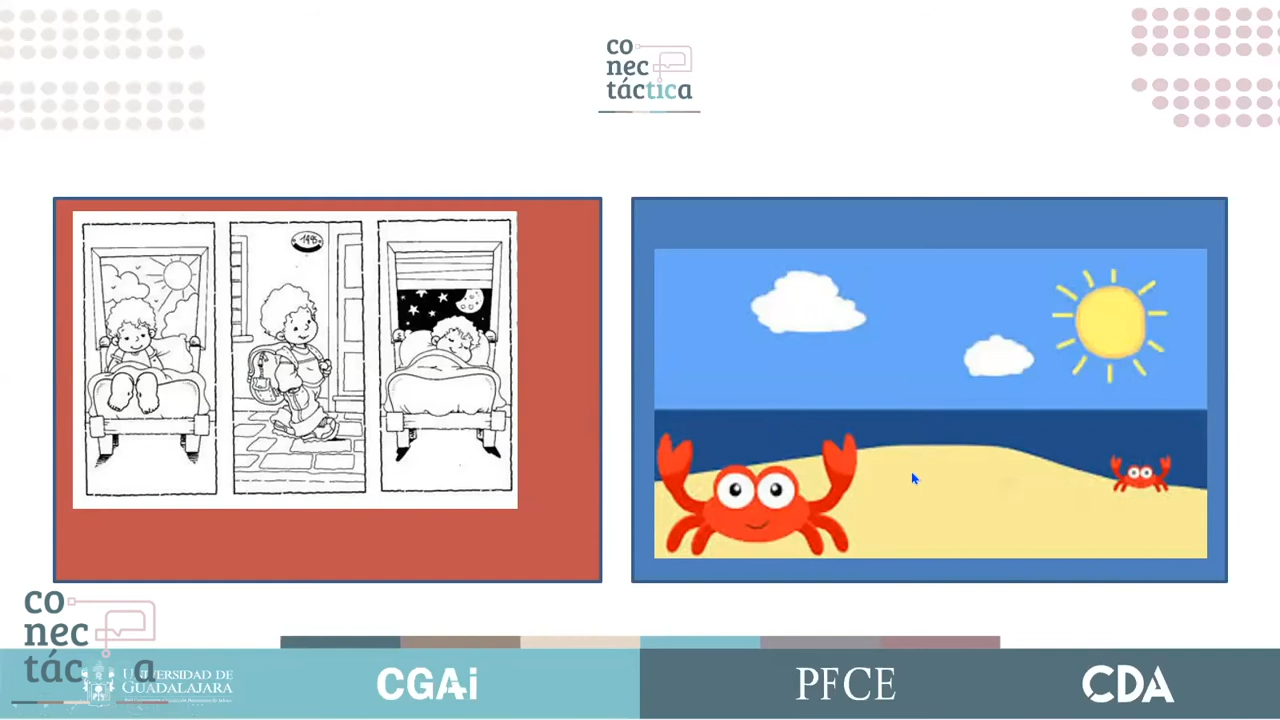 co
nec
táctica
co
nec
tác a
UNIVERSIDAD DE
GUADALAJARA
CGAi
PFCE
CDA